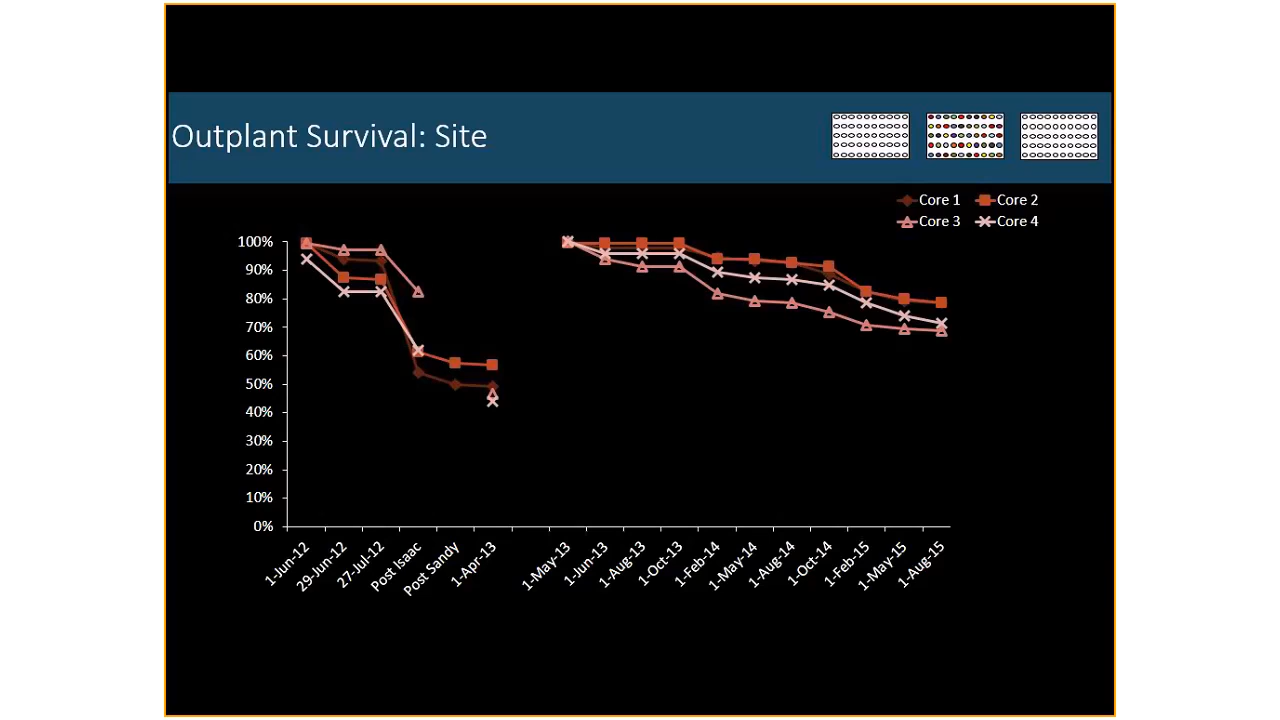 Outplant Survival: Site
Core 1 Core 2
Core 3 Core 4
100%
90%
80%
70%
60%
50%
40%
30%
20%
10%
0%
1-Jun-12
29-Jun-12
27-Jul-12
Post Isaac
Post Sandy
1-Apr-13
1-May-13
1-Jun-13
1-Aug-13
1-Oct-13
1-Feb-14
1-May-14
1-Aug-14
1-Oct-14
1-Feb-15
1-May-15
1-Aug-15